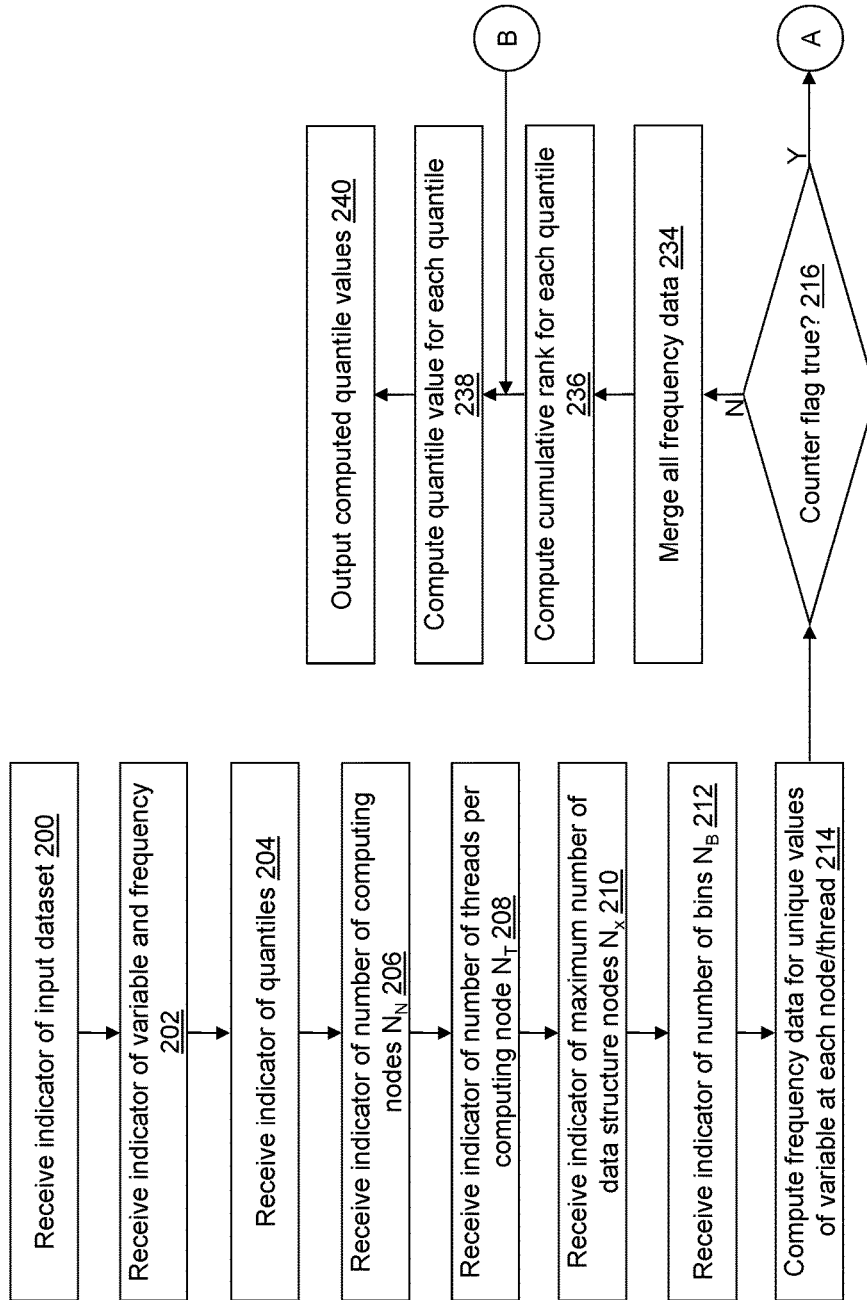 Receive indicator of input dataset 200
Receive indicator of variable and frequency
202
Receive indicator of quantiles 204
Receive indicator of number of computing
nodes N_N 206
Receive indicator of number of threads per
computing node N_T 208
Receive indicator of maximum number of
data structure nodes N_x 210
Receive indicator of number of bins N_B 212
Compute frequency data for unique values
of variable at each node/thread 214
Counter flag true? 216
Y
A
N
Merge all frequency data 234
Compute cumulative rank for each quantile
236
B
Compute quantile value for each quantile
238
Output computed quantile values 240